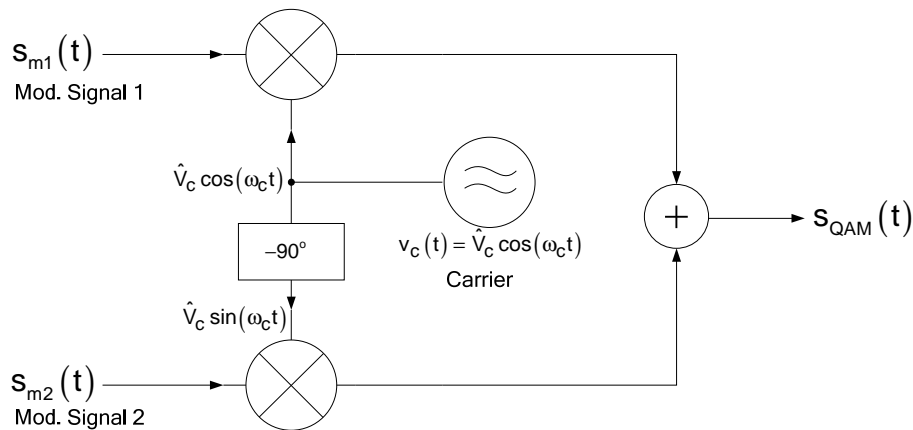 s_m1(t)
Mod. Signal 1
V̂_c cos(ω_c t)
−90°
v_c(t) = V̂_c cos(ω_c t)
Carrier
+
s_QAM(t)
V̂_c sin(ω_c t)
s_m2(t)
Mod. Signal 2